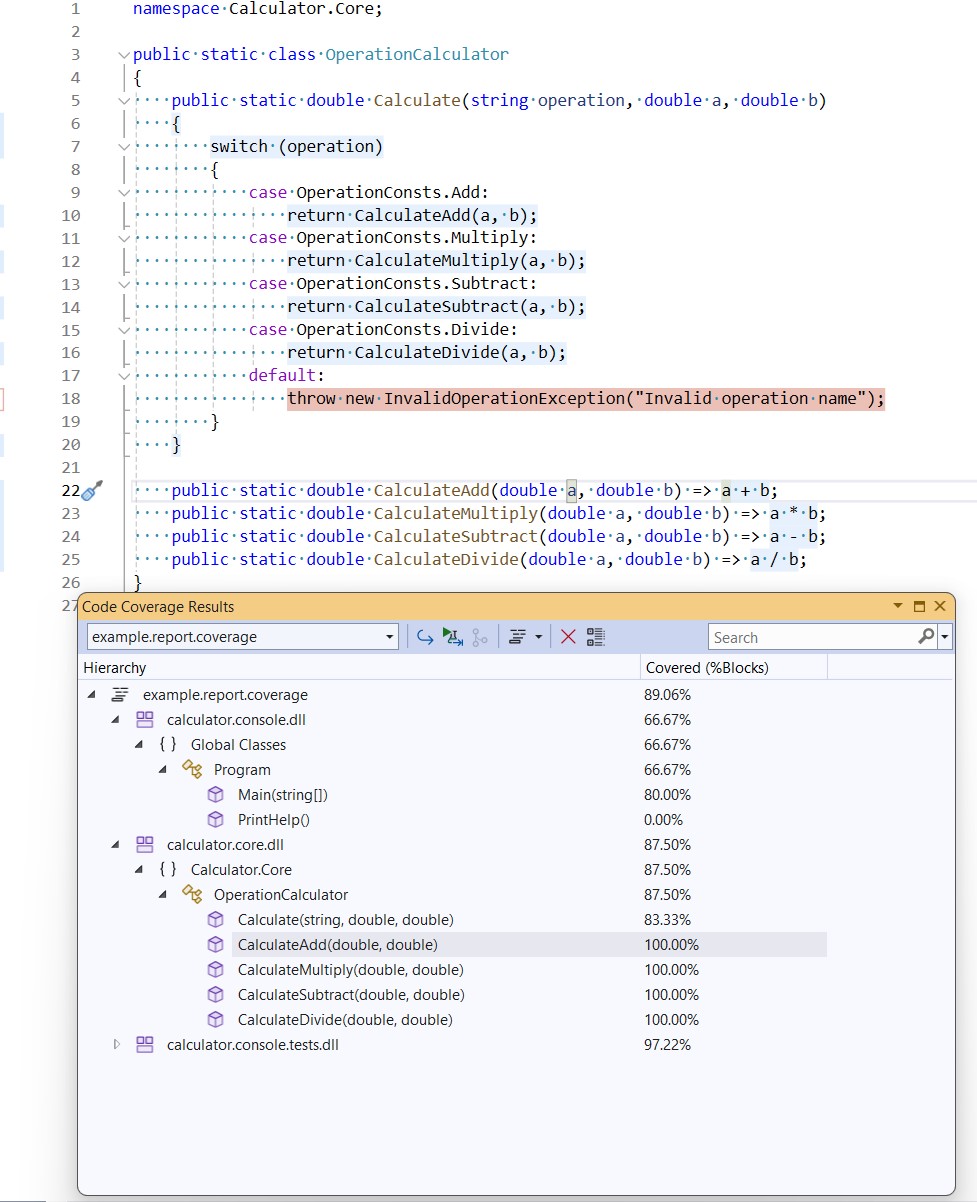 1 namespace Calculator.Core;
2
3 public static class OperationCalculator
4 {
5 public static double Calculate(string operation, double a, double b)
6 {
7 switch (operation)
8 {
9 case OperationConsts.Add:
10 return CalculateAdd(a, b);
11 case OperationConsts.Multiply:
12 return CalculateMultiply(a, b);
13 case OperationConsts.Subtract:
14 return CalculateSubtract(a, b);
15 case OperationConsts.Divide:
16 return CalculateDivide(a, b);
17 default:
18 throw new InvalidOperationException("Invalid operation name");
19 }
20 }
21
22 public static double CalculateAdd(double a, double b) => a + b;
23 public static double CalculateMultiply(double a, double b) => a * b;
24 public static double CalculateSubtract(double a, double b) => a - b;
25 public static double CalculateDivide(double a, double b) => a / b;
26 }
27
Code Coverage Results
example.report.coverage Search
Hierarchy Covered (%Blocks)
example.report.coverage 89.06%
calculator.console.dll 66.67%
{ } Global Classes 66.67%
Program 66.67%
Main(string[]) 80.00%
PrintHelp() 0.00%
calculator.core.dll 87.50%
{ } Calculator.Core 87.50%
OperationCalculator 87.50%
Calculate(string, double, double) 83.33%
CalculateAdd(double, double) 100.00%
CalculateMultiply(double, double) 100.00%
CalculateSubtract(double, double) 100.00%
CalculateDivide(double, double) 100.00%
calculator.console.tests.dll 97.22%